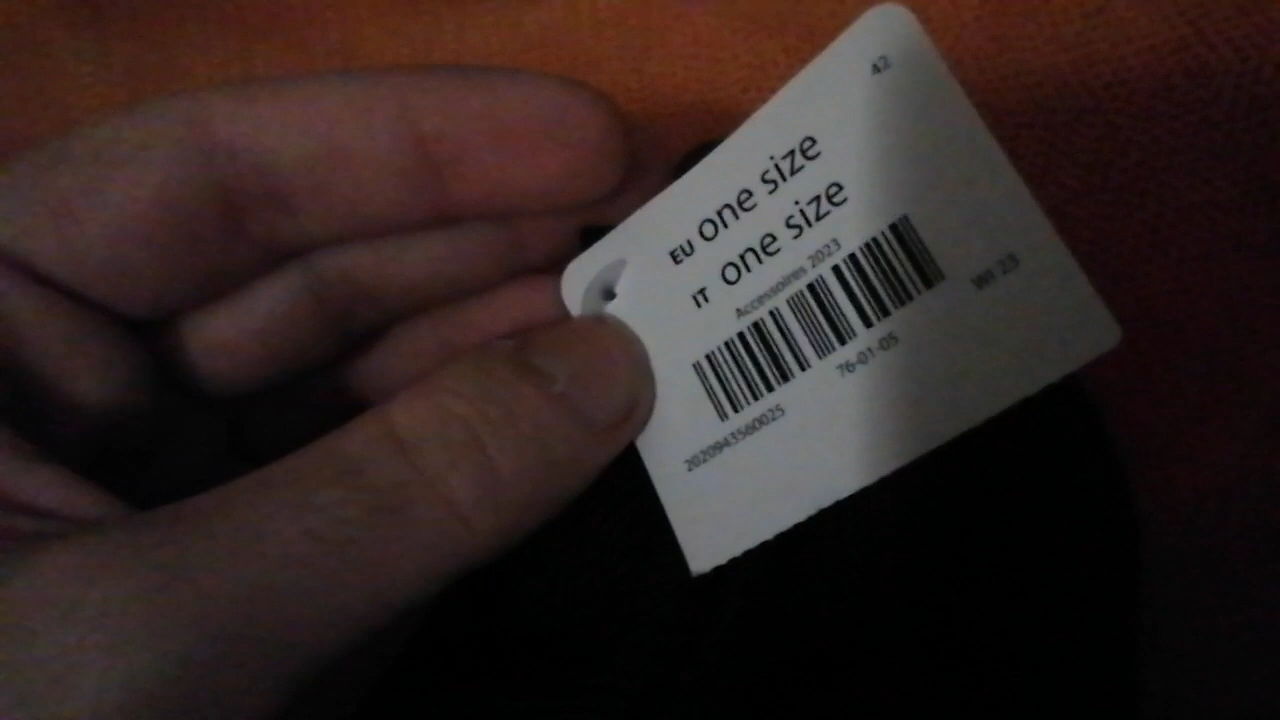 42
EU one size
IT one size
Accessoires 2023
WI 23
76-01-05
2020943560025